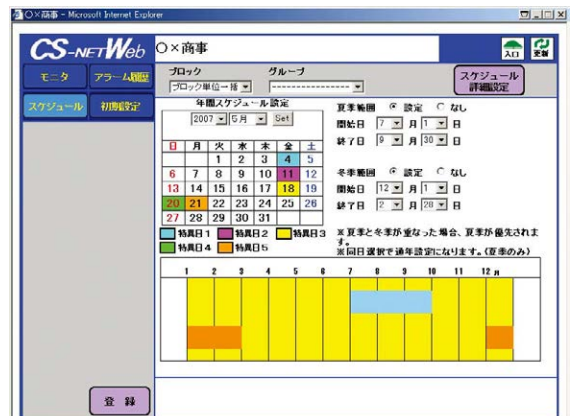 〇×商事 - Microsoft Internet Explorer
CS-NETWeb 〇×商事 入口 更新
モニタ アラーム履歴
スケジュール 初期設定
ブロック グループ
ブロック単位一括 ----------------
スケジュール
詳細設定
年間スケジュール設定
2007 5月 Set
日 月 火 水 木 金 土
1 2 3 4 5
6 7 8 9 10 11 12
13 14 15 16 17 18 19
20 21 22 23 24 25 26
27 28 29 30 31
特異日1 特異日2 特異日3
特異日4 特異日5
夏季範囲 設定 なし
開始日 7 月 1 日
終了日 9 月 30 日
冬季範囲 設定 なし
開始日 12 月 1 日
終了日 2 月 28 日
※夏季と冬季が重なった場合、夏季が優先されま
す。
※同日選択で通年設定になります。(夏季のみ)
1 2 3 4 5 6 7 8 9 10 11 12 月
登 録